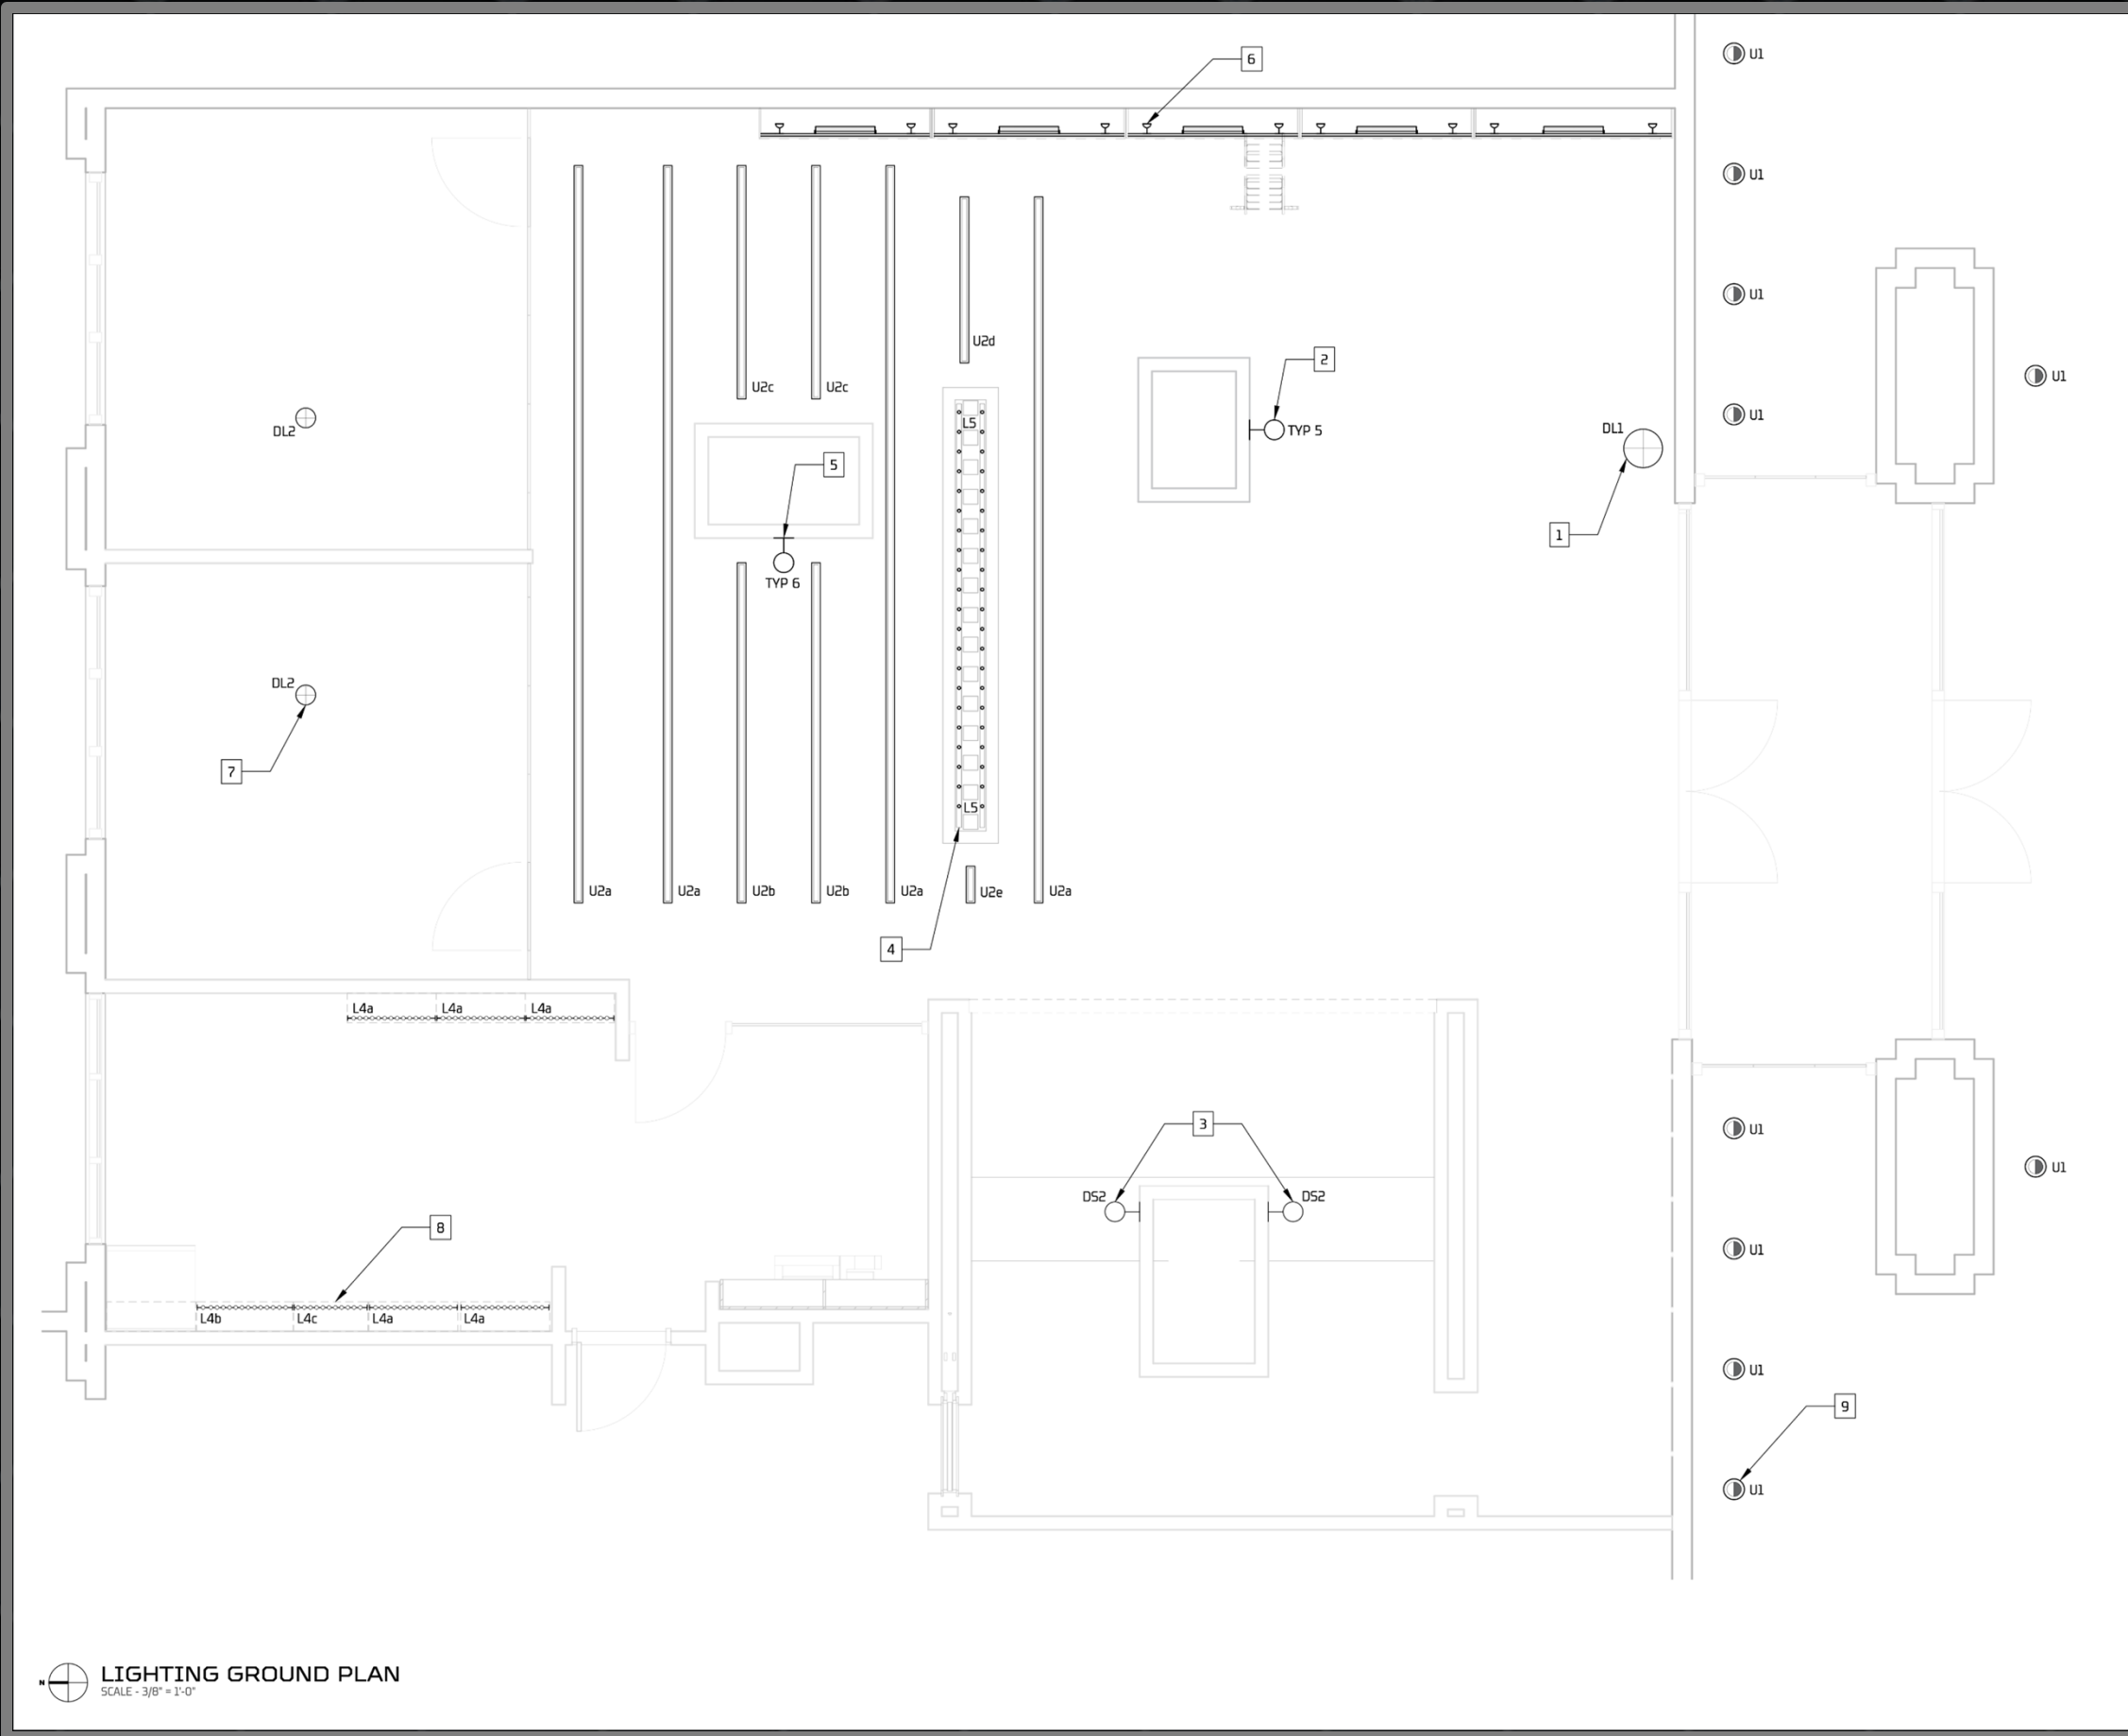 U1
6
U1
U1
2
U2d
U1
U2c
U2c
U1
L5
TYP 5
DL1
DL2
5
1
TYP 6
DL2
7
L5
U2a
U2a
U2b
U2b
U2a
U2e
U2a
4
L4a
L4a
L4a
3
U1
U1
DS2
DS2
8
U1
L4b
L4c
L4a
L4a
U1
9
U1
N
LIGHTING GROUND PLAN
SCALE - 3/8" = 1'-0"